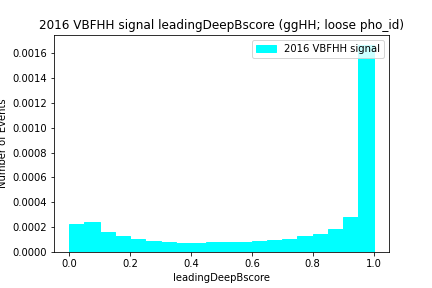 2016 VBFHH signal leadingDeepBscore (ggHH; loose pho_id)
2016 VBFHH signal
Number of Events
0.0016
0.0014
0.0012
0.0010
0.0008
0.0006
0.0004
0.0002
0.0000
0.0 0.2 0.4 0.6 0.8 1.0
leadingDeepBscore